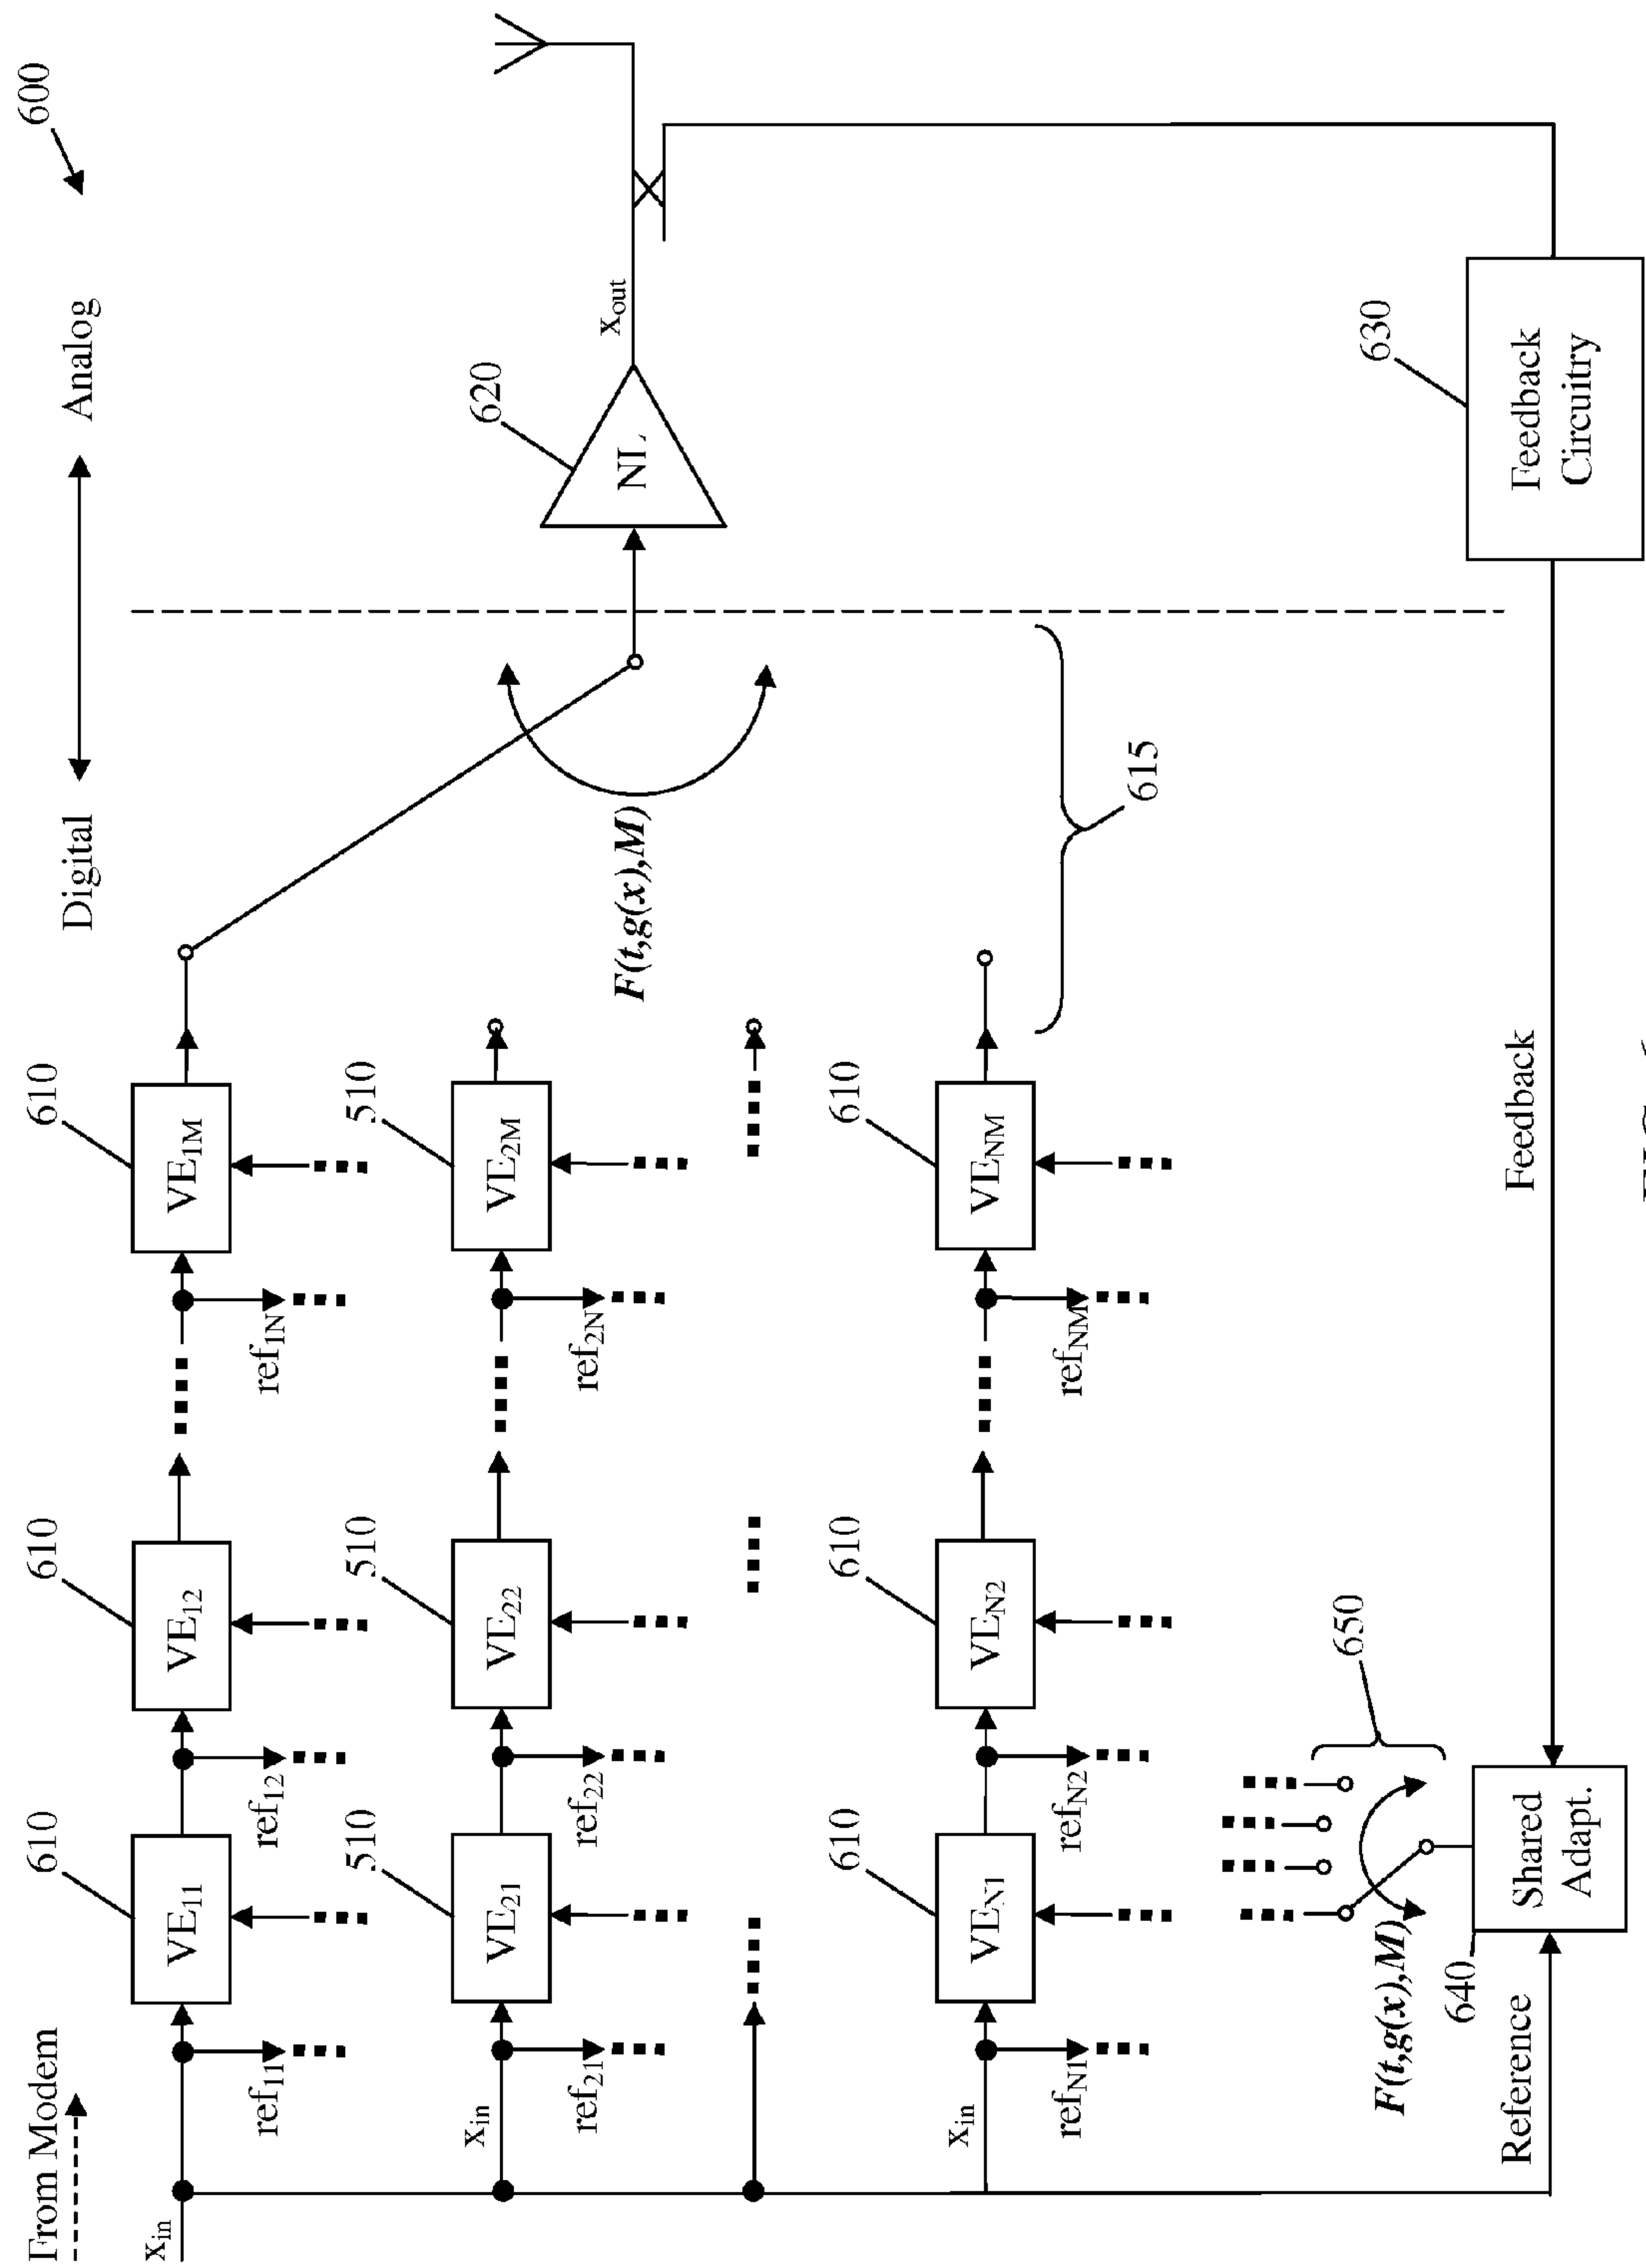 600
From Modem
Digital
Analog
x_in
610
610
610
VE_11
VE_12
VE_1M
ref_11
ref_12
ref_1N
x_in
510
510
510
VE_21
VE_22
VE_2M
ref_21
ref_22
ref_2N
F(t,g(x),M)
620
NL
x_out
x_in
610
610
610
VE_N1
VE_N2
VE_NM
ref_N1
ref_N2
ref_NM
615
F(t,g(x),M)
650
640
Reference
Shared
Adapt.
Feedback
630
Feedback
Circuitry